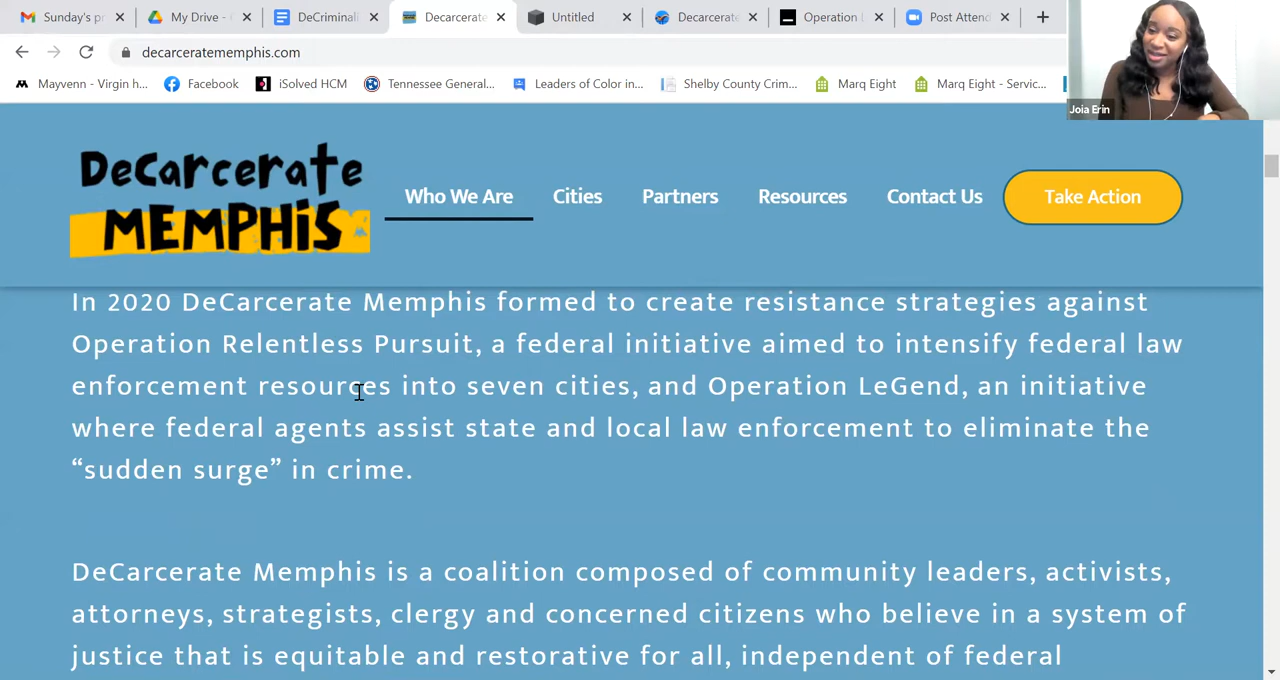 Sunday's p
My Drive -
DeCriminali
Decarcerate
Untitled
Decarcerate
Operation
Post Attend
decarceratememphis.com
Mayvenn - Virgin h...
Facebook
iSolved HCM
Tennessee General...
Leaders of Color in...
Shelby County Crim...
Marq Eight
Marq Eight - Servic...
Joia Erin
DeCarcerate
MEMPHiS
Who We Are
Cities
Partners
Resources
Contact Us
Take Action
In 2020 DeCarcerate Memphis formed to create resistance strategies against
Operation Relentless Pursuit, a federal initiative aimed to intensify federal law
enforcement resources into seven cities, and Operation LeGend, an initiative
where federal agents assist state and local law enforcement to eliminate the
“sudden surge” in crime.
DeCarcerate Memphis is a coalition composed of community leaders, activists,
attorneys, strategists, clergy and concerned citizens who believe in a system of
justice that is equitable and restorative for all, independent of federal